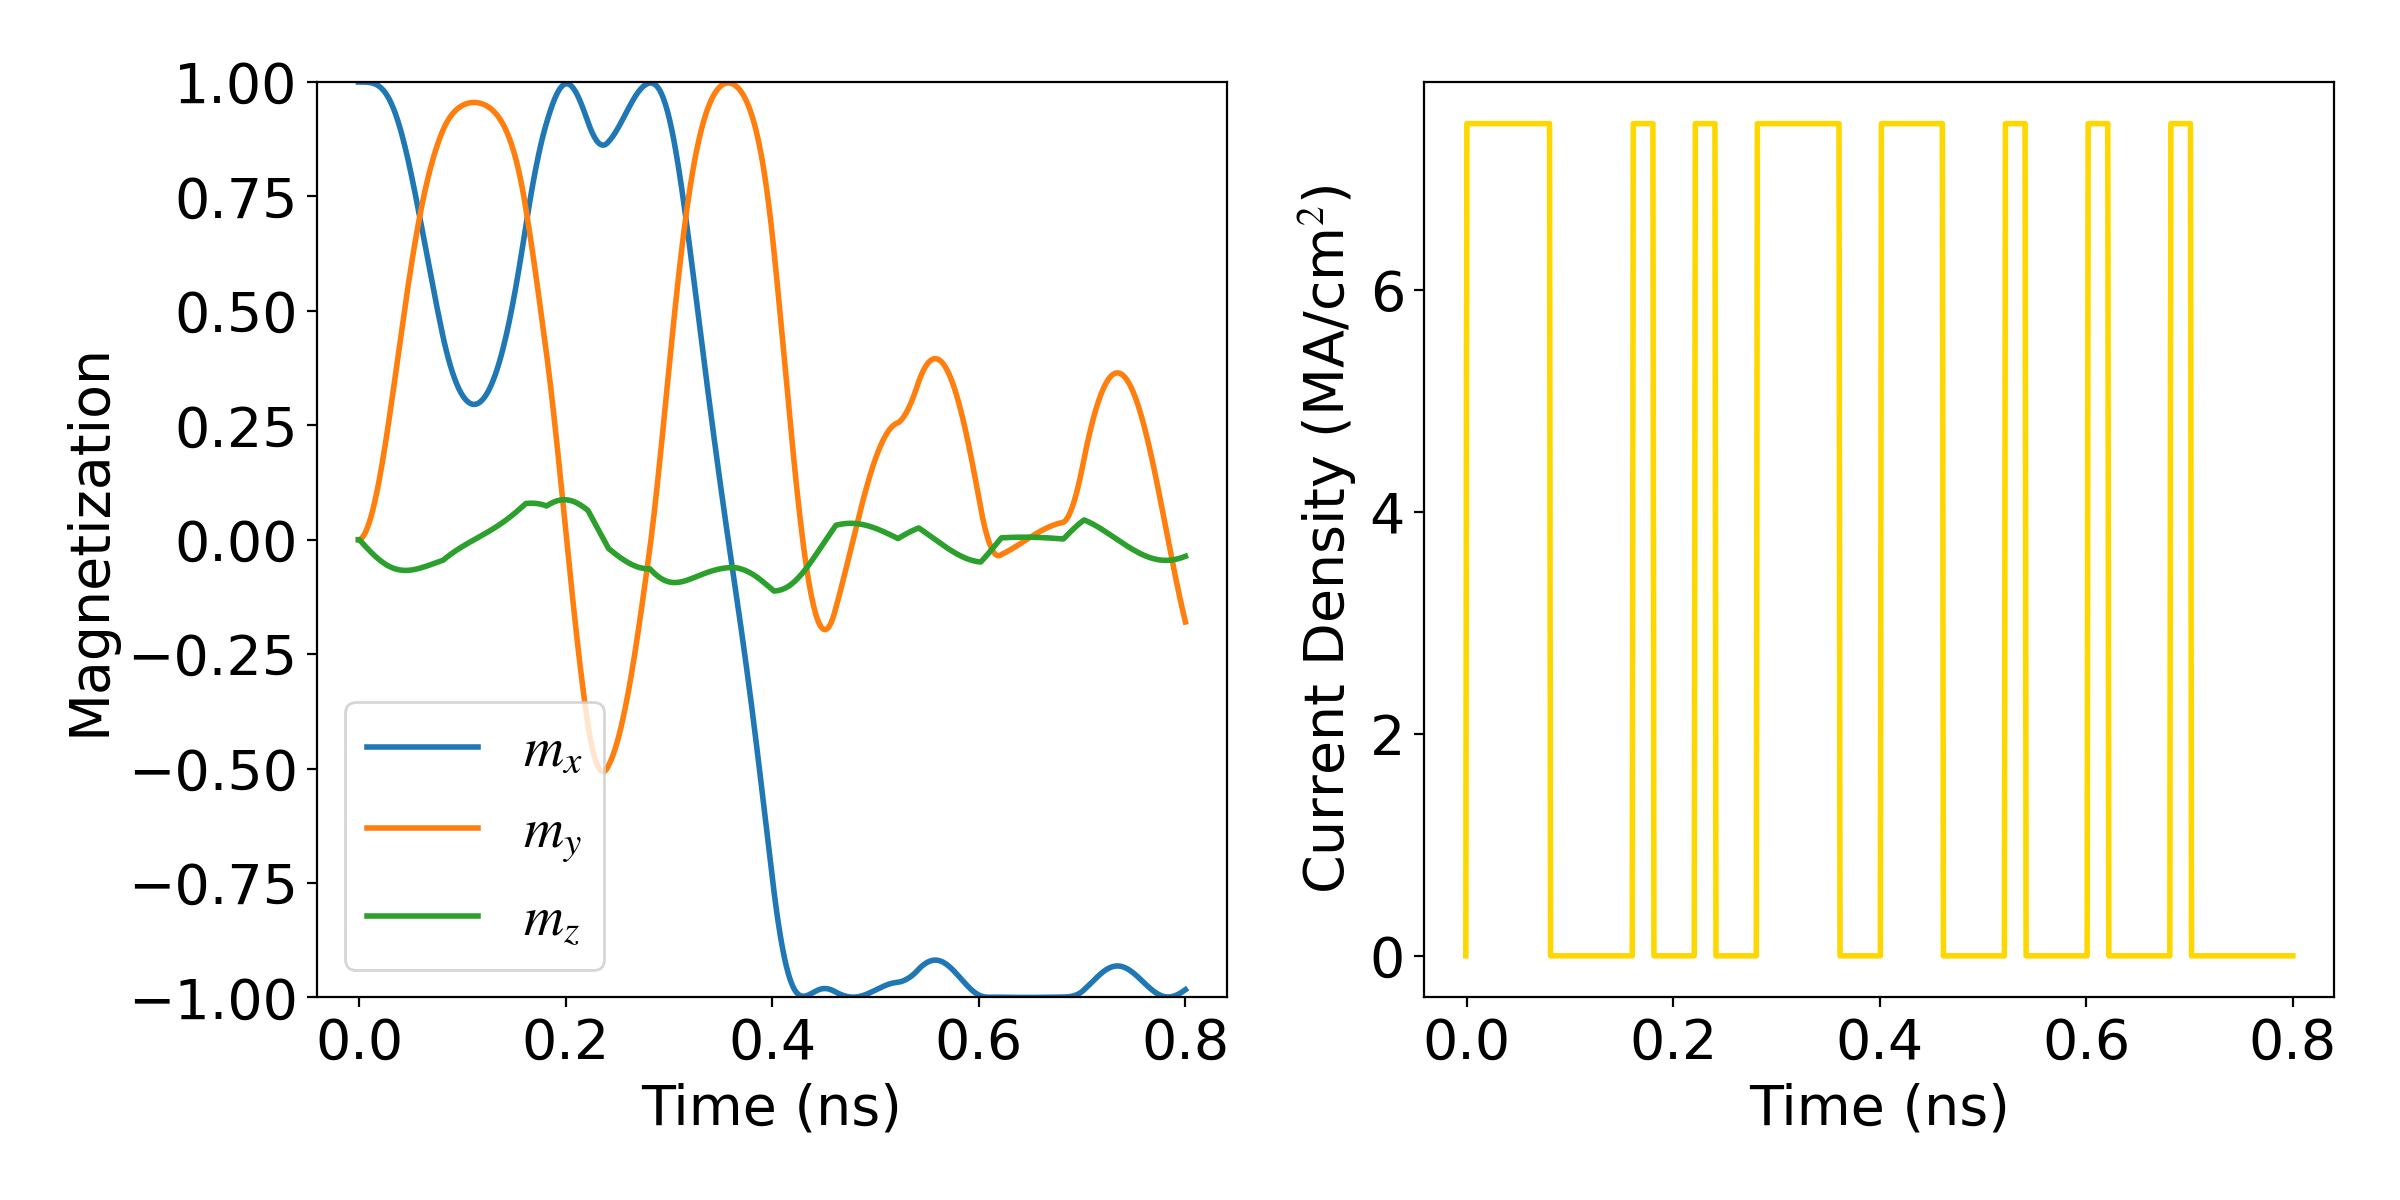 Magnetization
1.00
0.75
0.50
0.25
0.00
−0.25
−0.50
−0.75
−1.00
m_x
m_y
m_z
0.0 0.2 0.4 0.6 0.8
Time (ns)
Current Density (MA/cm²)
6
4
2
0
0.0 0.2 0.4 0.6 0.8
Time (ns)